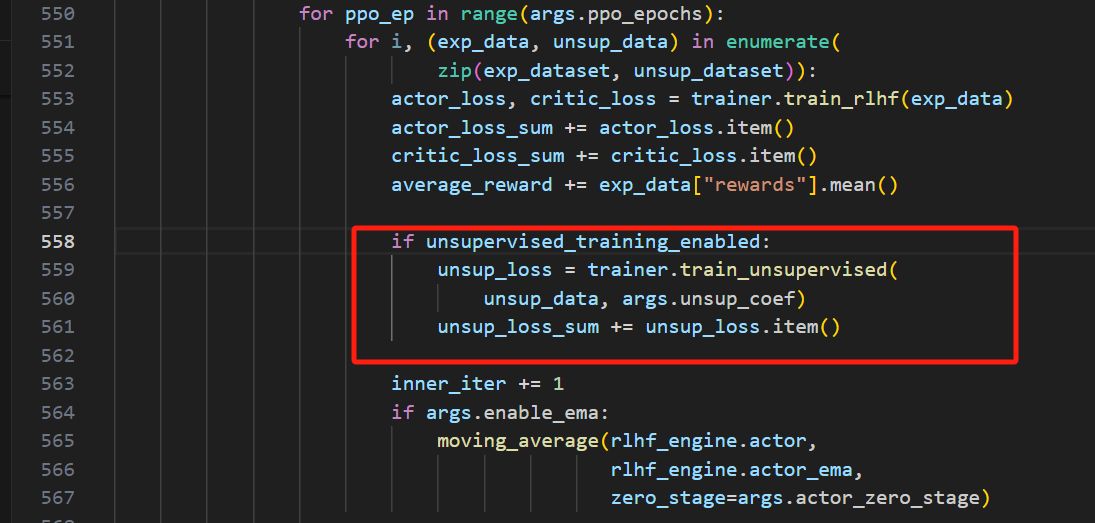 550 for ppo_ep in range(args.ppo_epochs):
551 for i, (exp_data, unsup_data) in enumerate(
552 zip(exp_dataset, unsup_dataset)):
553 actor_loss, critic_loss = trainer.train_rlhf(exp_data)
554 actor_loss_sum += actor_loss.item()
555 critic_loss_sum += critic_loss.item()
556 average_reward += exp_data["rewards"].mean()
557
558 if unsupervised_training_enabled:
559 unsup_loss = trainer.train_unsupervised(
560 unsup_data, args.unsup_coef)
561 unsup_loss_sum += unsup_loss.item()
562
563 inner_iter += 1
564 if args.enable_ema:
565 moving_average(rlhf_engine.actor,
566 rlhf_engine.actor_ema,
567 zero_stage=args.actor_zero_stage)